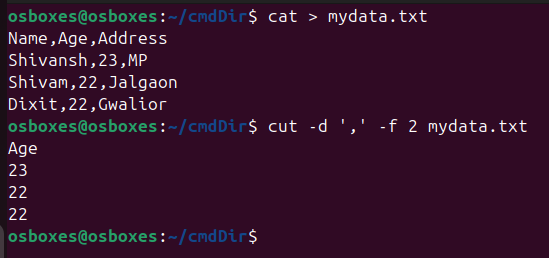 osboxes@osboxes:~/cmdDir$ cat > mydata.txt
Name,Age,Address
Shivansh,23,MP
Shivam,22,Jalgaon
Dixit,22,Gwalior
osboxes@osboxes:~/cmdDir$ cut -d ',' -f 2 mydata.txt
Age
23
22
22
osboxes@osboxes:~/cmdDir$